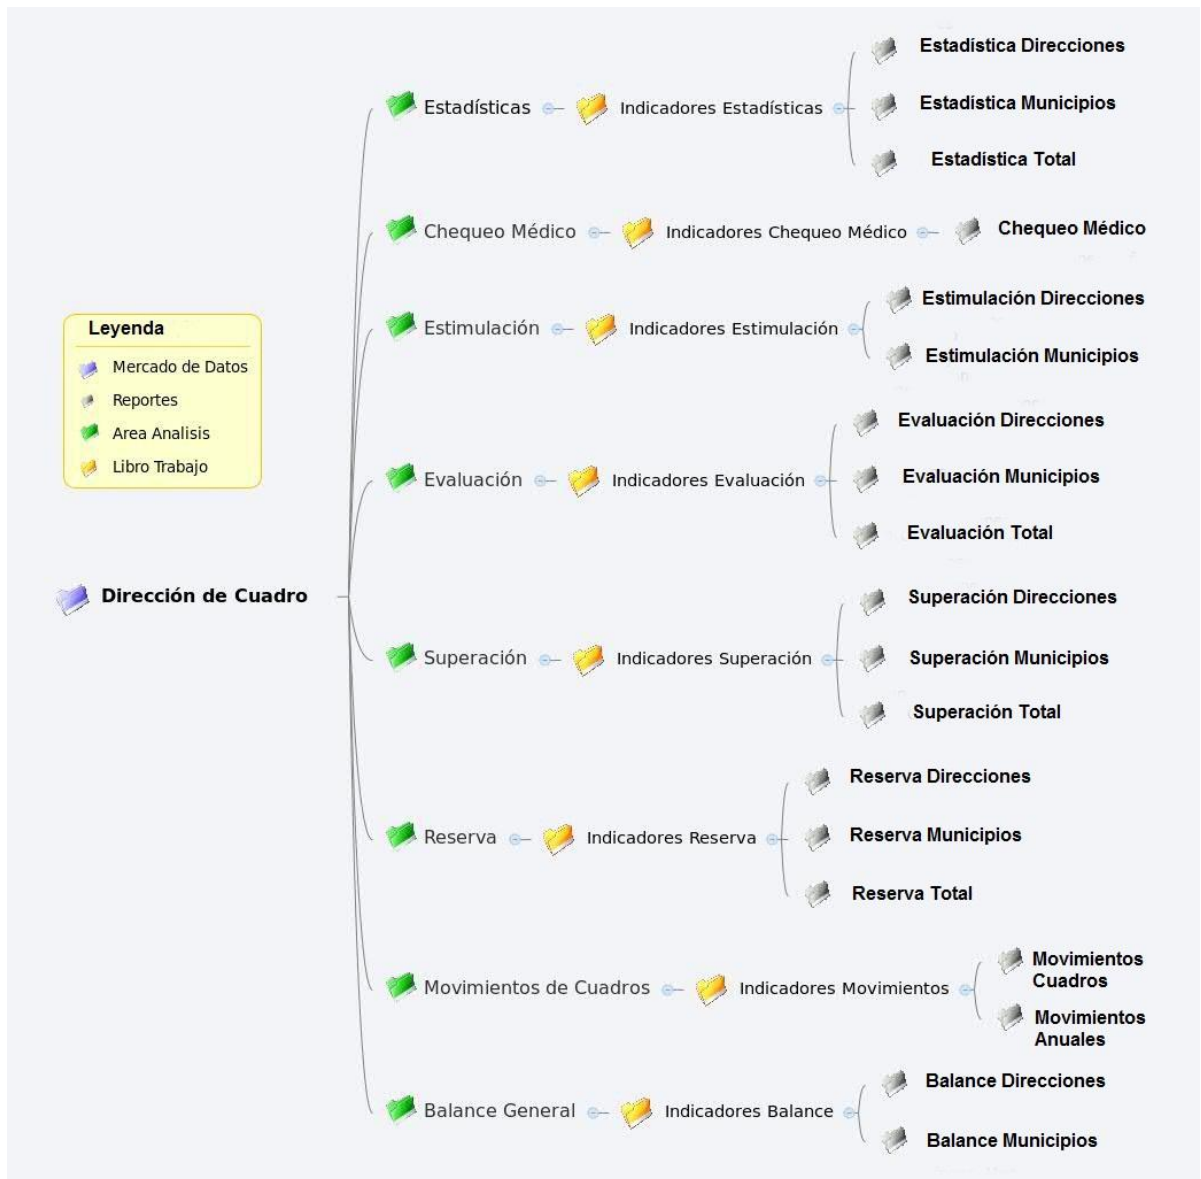 Estadísticas
Indicadores Estadísticas
Estadística Direcciones
Estadística Municipios
Estadística Total
Chequeo Médico
Indicadores Chequeo Médico
Chequeo Médico
Leyenda
Mercado de Datos
Reportes
Area Analisis
Libro Trabajo
Estimulación
Indicadores Estimulación
Estimulación Direcciones
Estimulación Municipios
Evaluación
Indicadores Evaluación
Evaluación Direcciones
Evaluación Municipios
Evaluación Total
Dirección de Cuadro
Superación
Indicadores Superación
Superación Direcciones
Superación Municipios
Superación Total
Reserva
Indicadores Reserva
Reserva Direcciones
Reserva Municipios
Reserva Total
Movimientos de Cuadros
Indicadores Movimientos
Movimientos
Cuadros
Movimientos
Anuales
Balance General
Indicadores Balance
Balance Direcciones
Balance Municipios